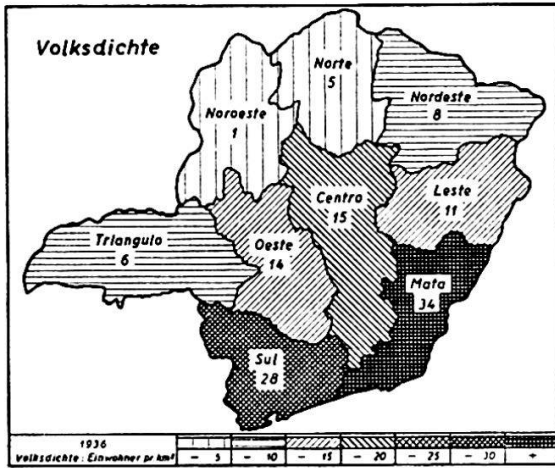 Volksdichte
Norte
5
Noroeste
1
Nordeste
8
Centro
15
Leste
11
Triangulo
6
Oeste
14
Mata
34
Sul
28
1936
Volksdichte : Einwohner pr km²
- 5 - 10 - 15 - 20 - 25 - 30 +